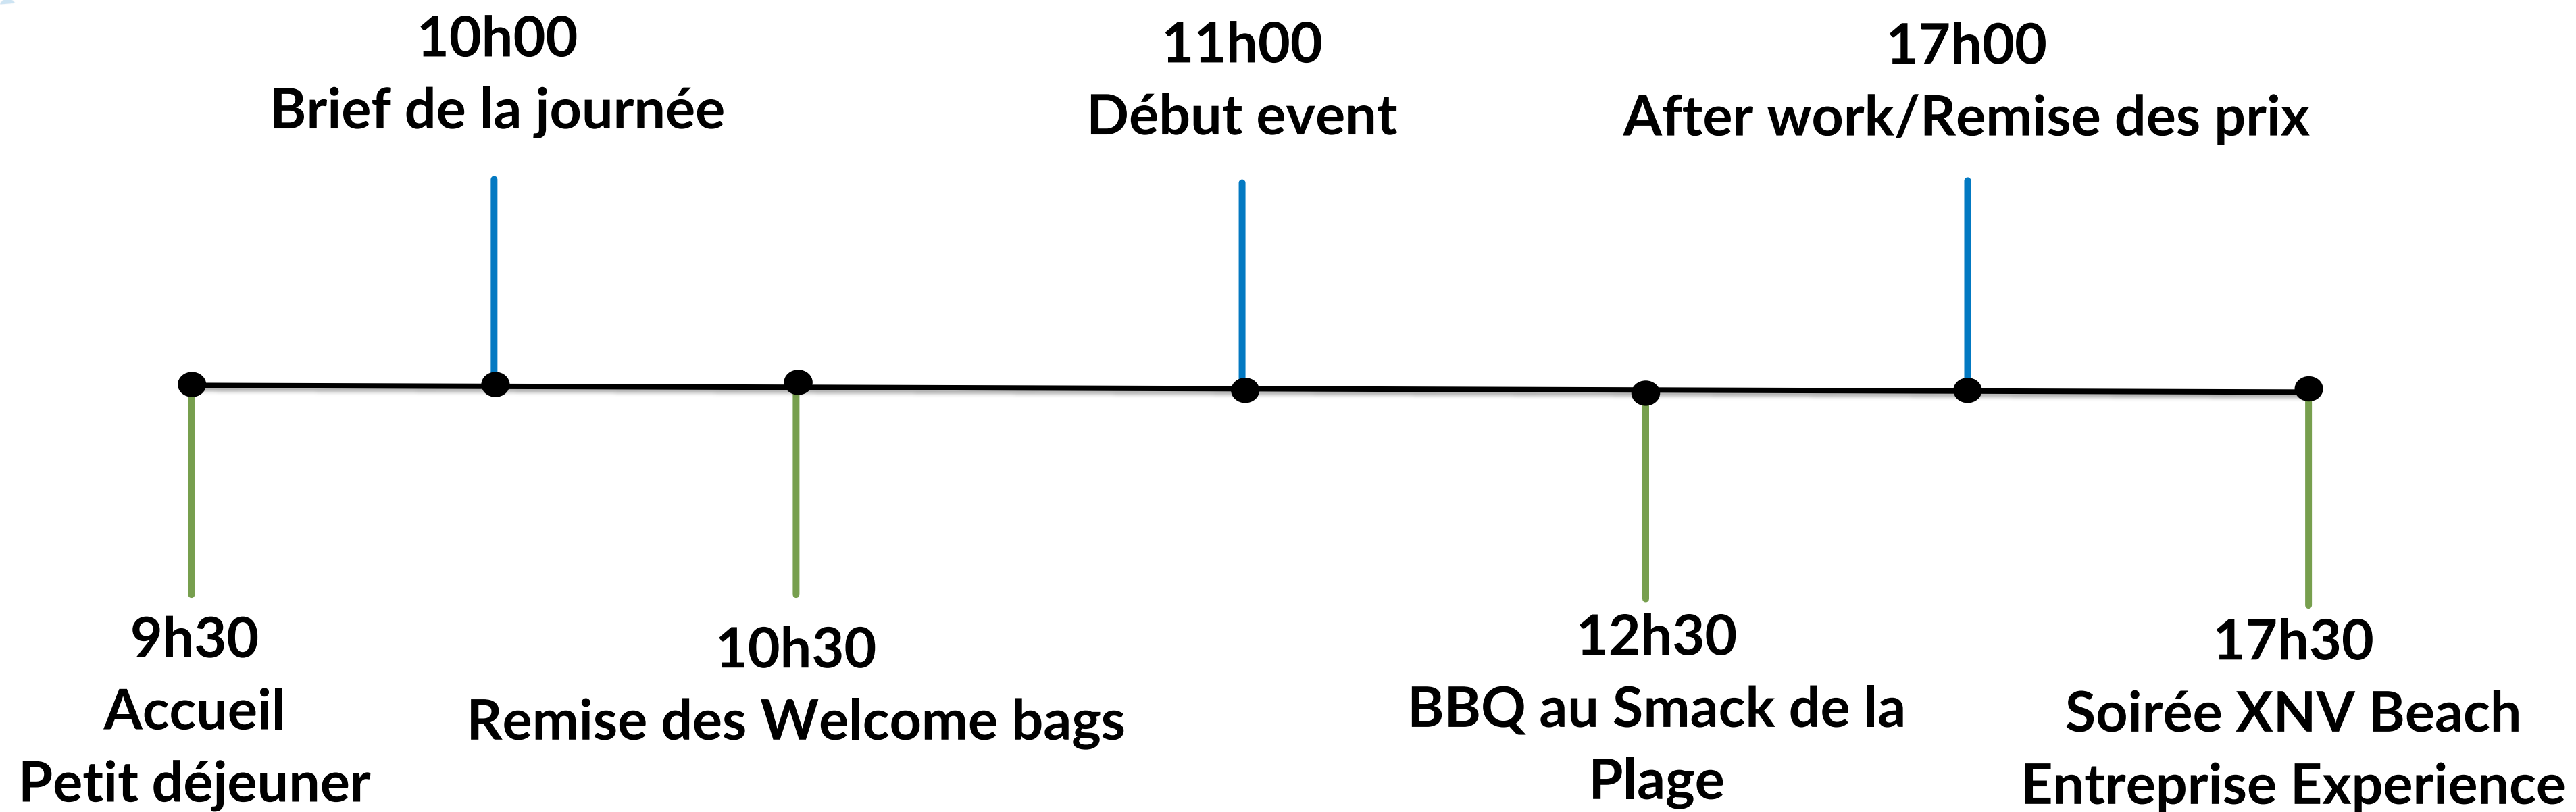 10h00
Brief de la journée
11h00
Début event
17h00
After work/Remise des prix
9h30
Accueil
Petit déjeuner
10h30
Remise des Welcome bags
12h30
BBQ au Smack de la
Plage
17h30
Soirée XNV Beach
Entreprise Experience